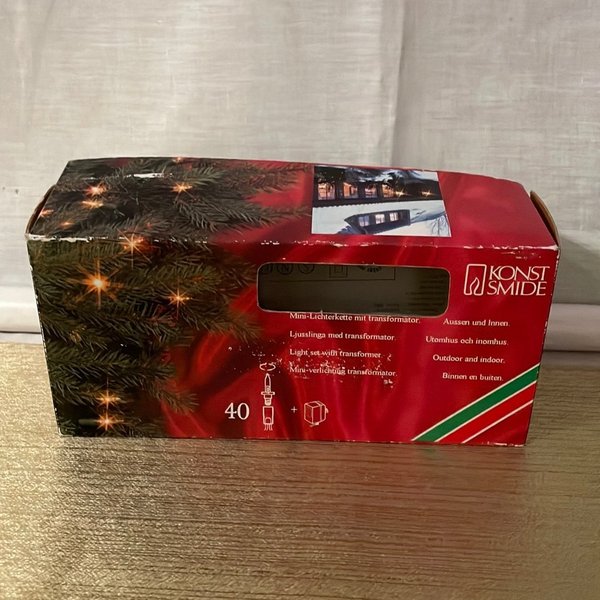 KONST
SMIDE
Mini-Lichterkette mit transformator.
Ljusslinga med transformator.
Light set with transformer.
Mini-verlichting transformator.
Aussen und Innen.
Utomhus och inomhus.
Outdoor and indoor.
Binnen en buiten.
40
+